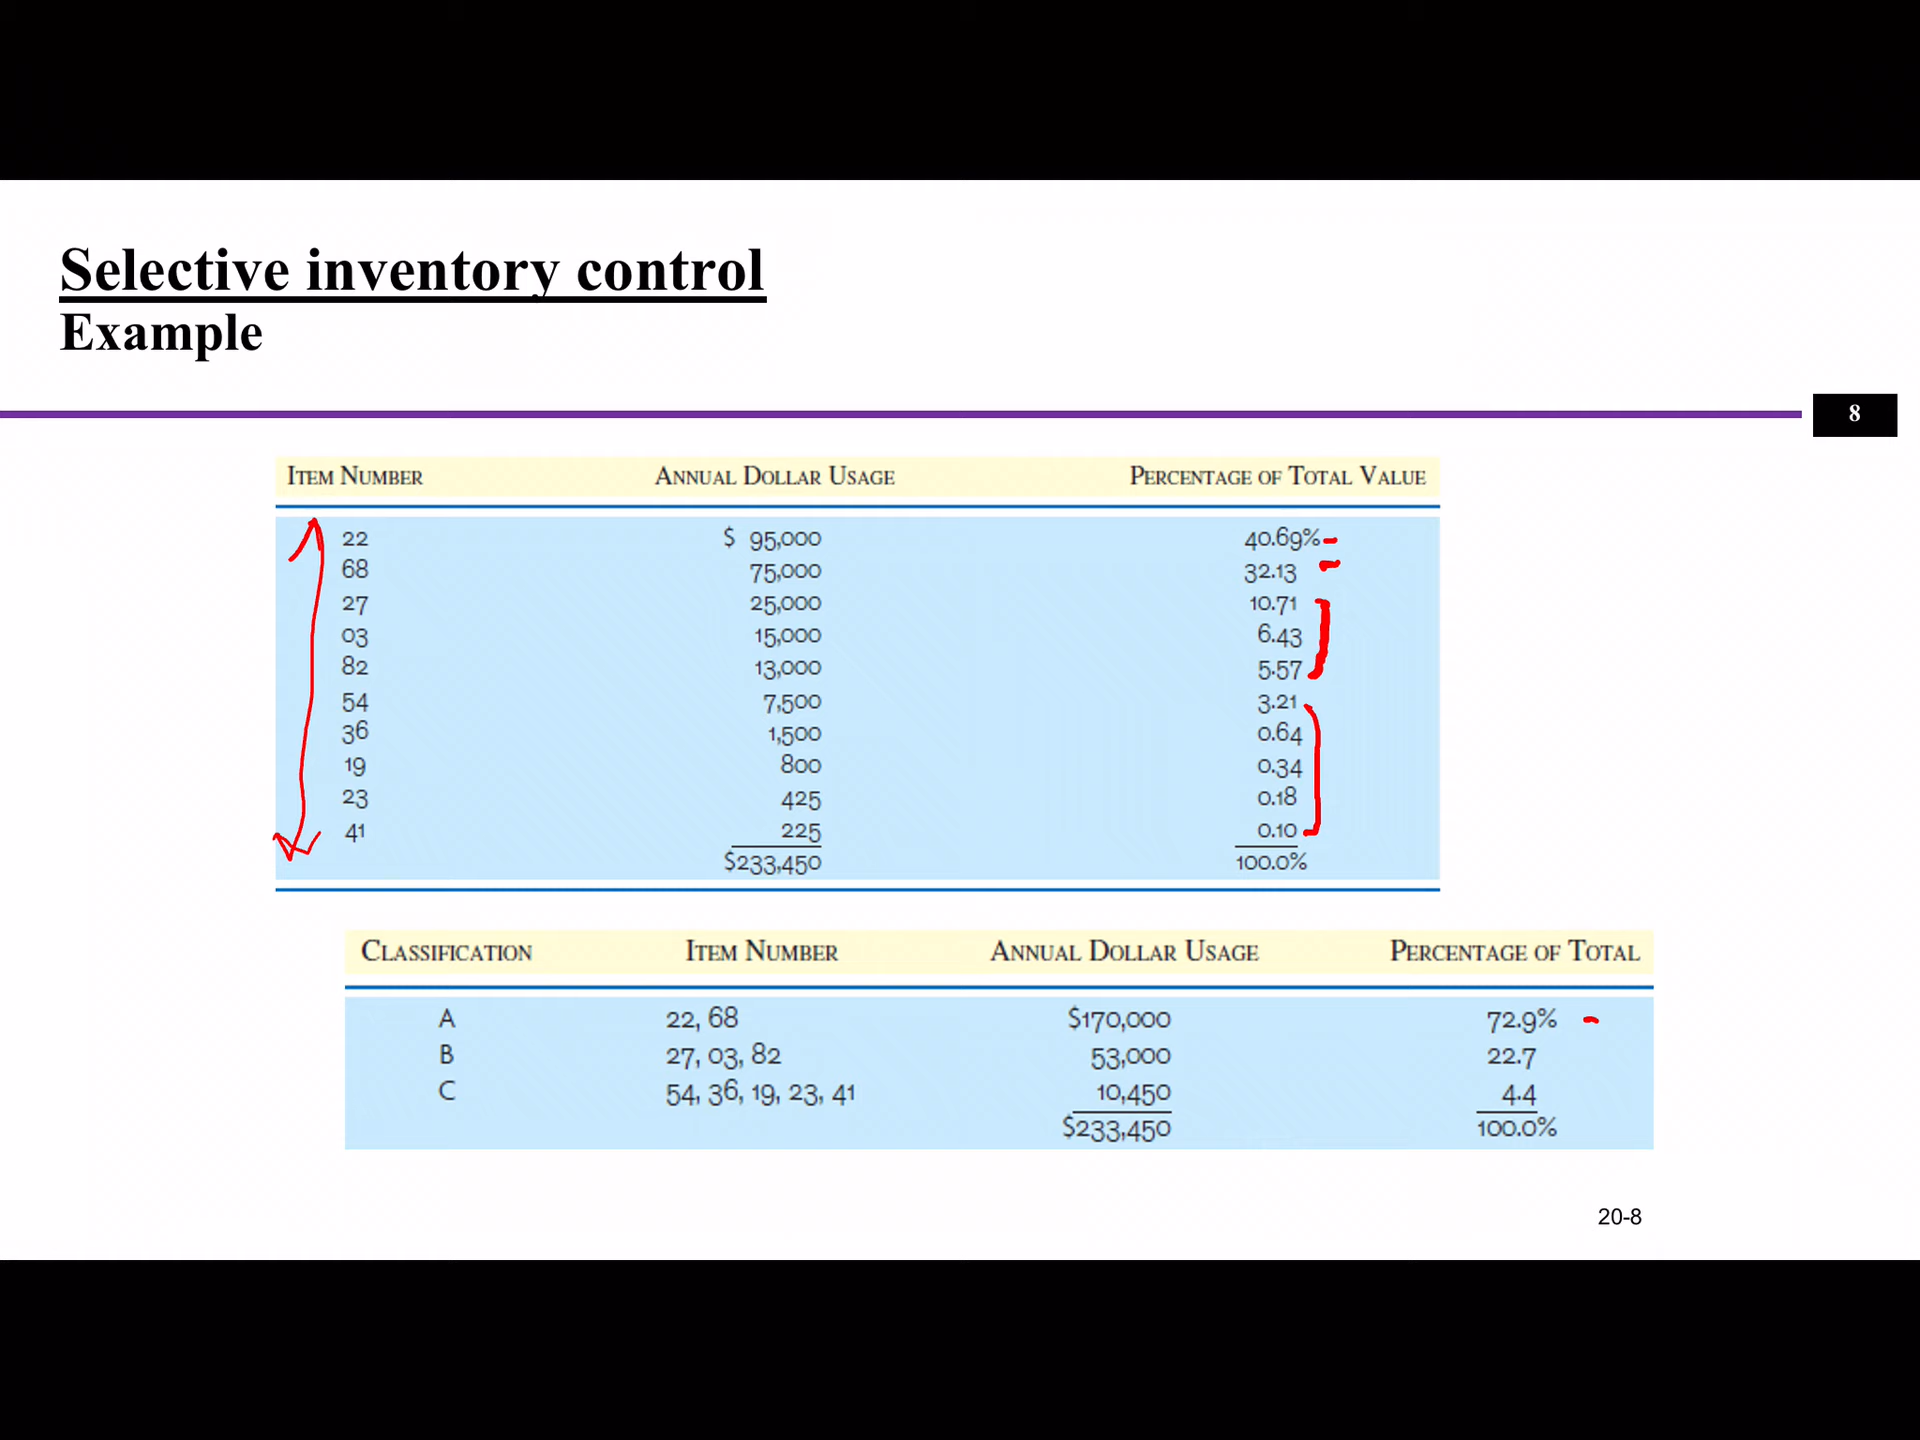 Selective inventory control
Example
8
ITEM NUMBER ANNUAL DOLLAR USAGE PERCENTAGE OF TOTAL VALUE
22 $ 95,000 40.69%
68 75,000 32.13
27 25,000 10.71
03 15,000 6.43
82 13,000 5.57
54 7,500 3.21
36 1,500 0.64
19 800 0.34
23 425 0.18
41 225 0.10
$233,450 100.0%
CLASSIFICATION ITEM NUMBER ANNUAL DOLLAR USAGE PERCENTAGE OF TOTAL
A 22, 68 $170,000 72.9%
B 27, 03, 82 53,000 22.7
C 54, 36, 19, 23, 41 10,450 4.4
$233,450 100.0%
20-8